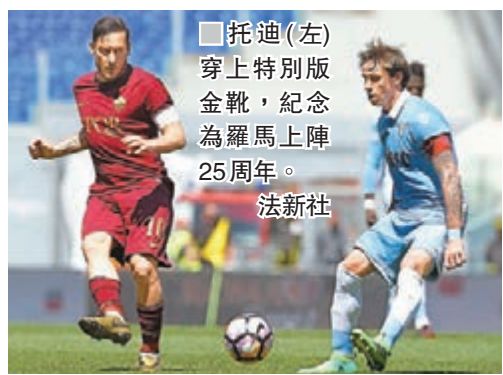 托迪(左)
穿上特別版
金靴，紀念
為羅馬上陣
25周年。
法新社